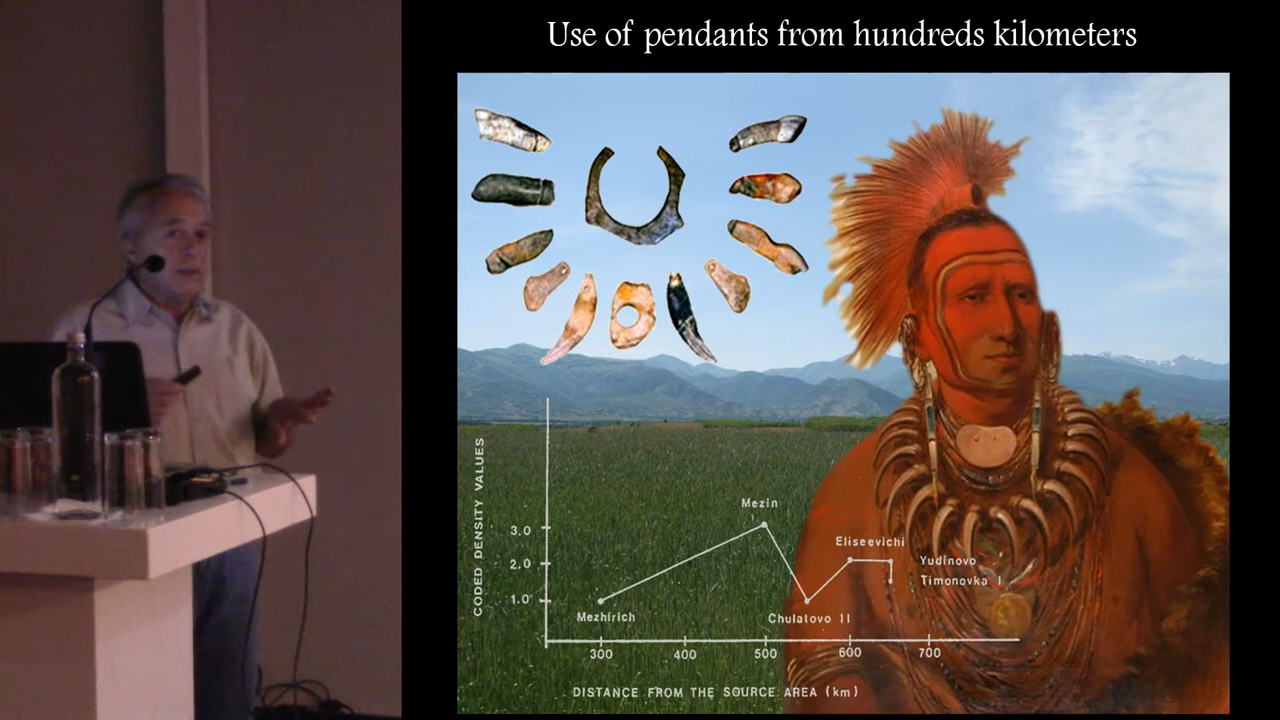 Use of pendants from hundreds kilometers
CODED DENSITY VALUES
3.0
2.0
1.0
Mezin
Eliseevichi
Yudinovo
Timonovka I
Mezhirich
Chulatovo II
300 400 500 600 700
DISTANCE FROM THE SOURCE AREA (km)